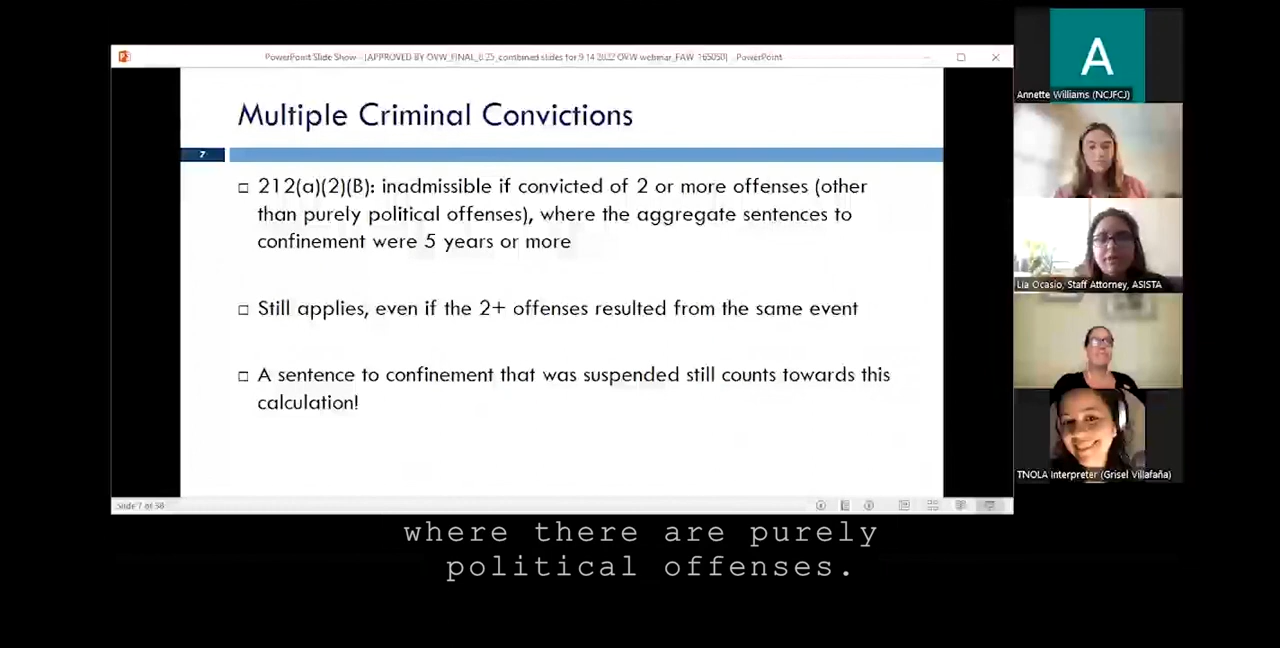 PowerPoint Slide Show - [APPROVED BY OVW_FINAL_8.25_combined slides for 9.14.2022 OVW webinar_FAW_165050] - PowerPoint
A
Annette Williams (NCJFCJ)
Multiple Criminal Convictions
7
□ 212(a)(2)(B): inadmissible if convicted of 2 or more offenses (other
than purely political offenses), where the aggregate sentences to
confinement were 5 years or more
□ Still applies, even if the 2+ offenses resulted from the same event
□ A sentence to confinement that was suspended still counts towards this
calculation!
Lia Ocasio, Staff Attorney, ASISTA
TNOLA Interpreter (Grisel Villafaña)
Slide 7 of 58
where there are purely
political offenses.